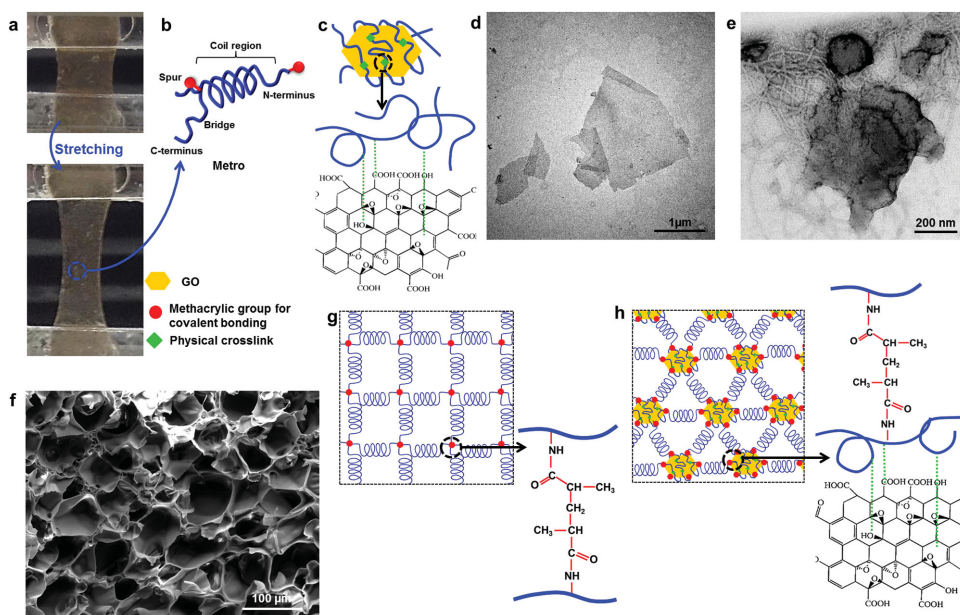 a
Stretching
b
Coil region
Spur
N-terminus
Bridge
C-terminus
Metro
GO
Methacrylic group for
covalent bonding
Physical crosslink
c
COOH
COOH
COOH
OH
HO
O
O
O
O
COOH
O
O
OH
COOH
COOH
d
1µm
e
200 nm
f
100 µm
g
NH
O
C
CH
CH₃
CH₂
CH₃
CH
C
O
NH
h
NH
O
C
CH
CH₃
CH₂
CH₃
CH
C
O
NH
HOOC
COOH
COOH
OH
O
HO
O
O
O
COOH
O
O
OH
COOH
COOH